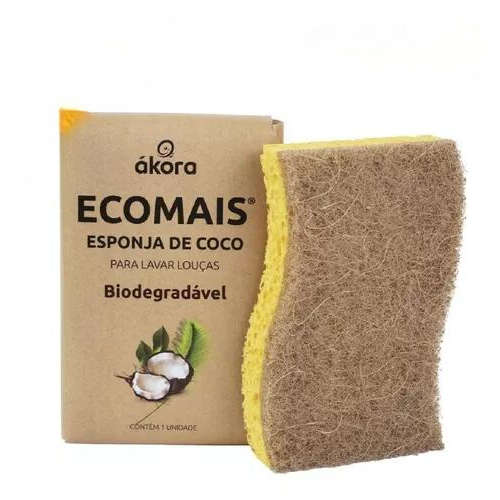 ákora
ECOMAIS®
ESPONJA DE COCO
PARA LAVAR LOUÇAS
Biodegradável
CONTÉM 1 UNIDADE